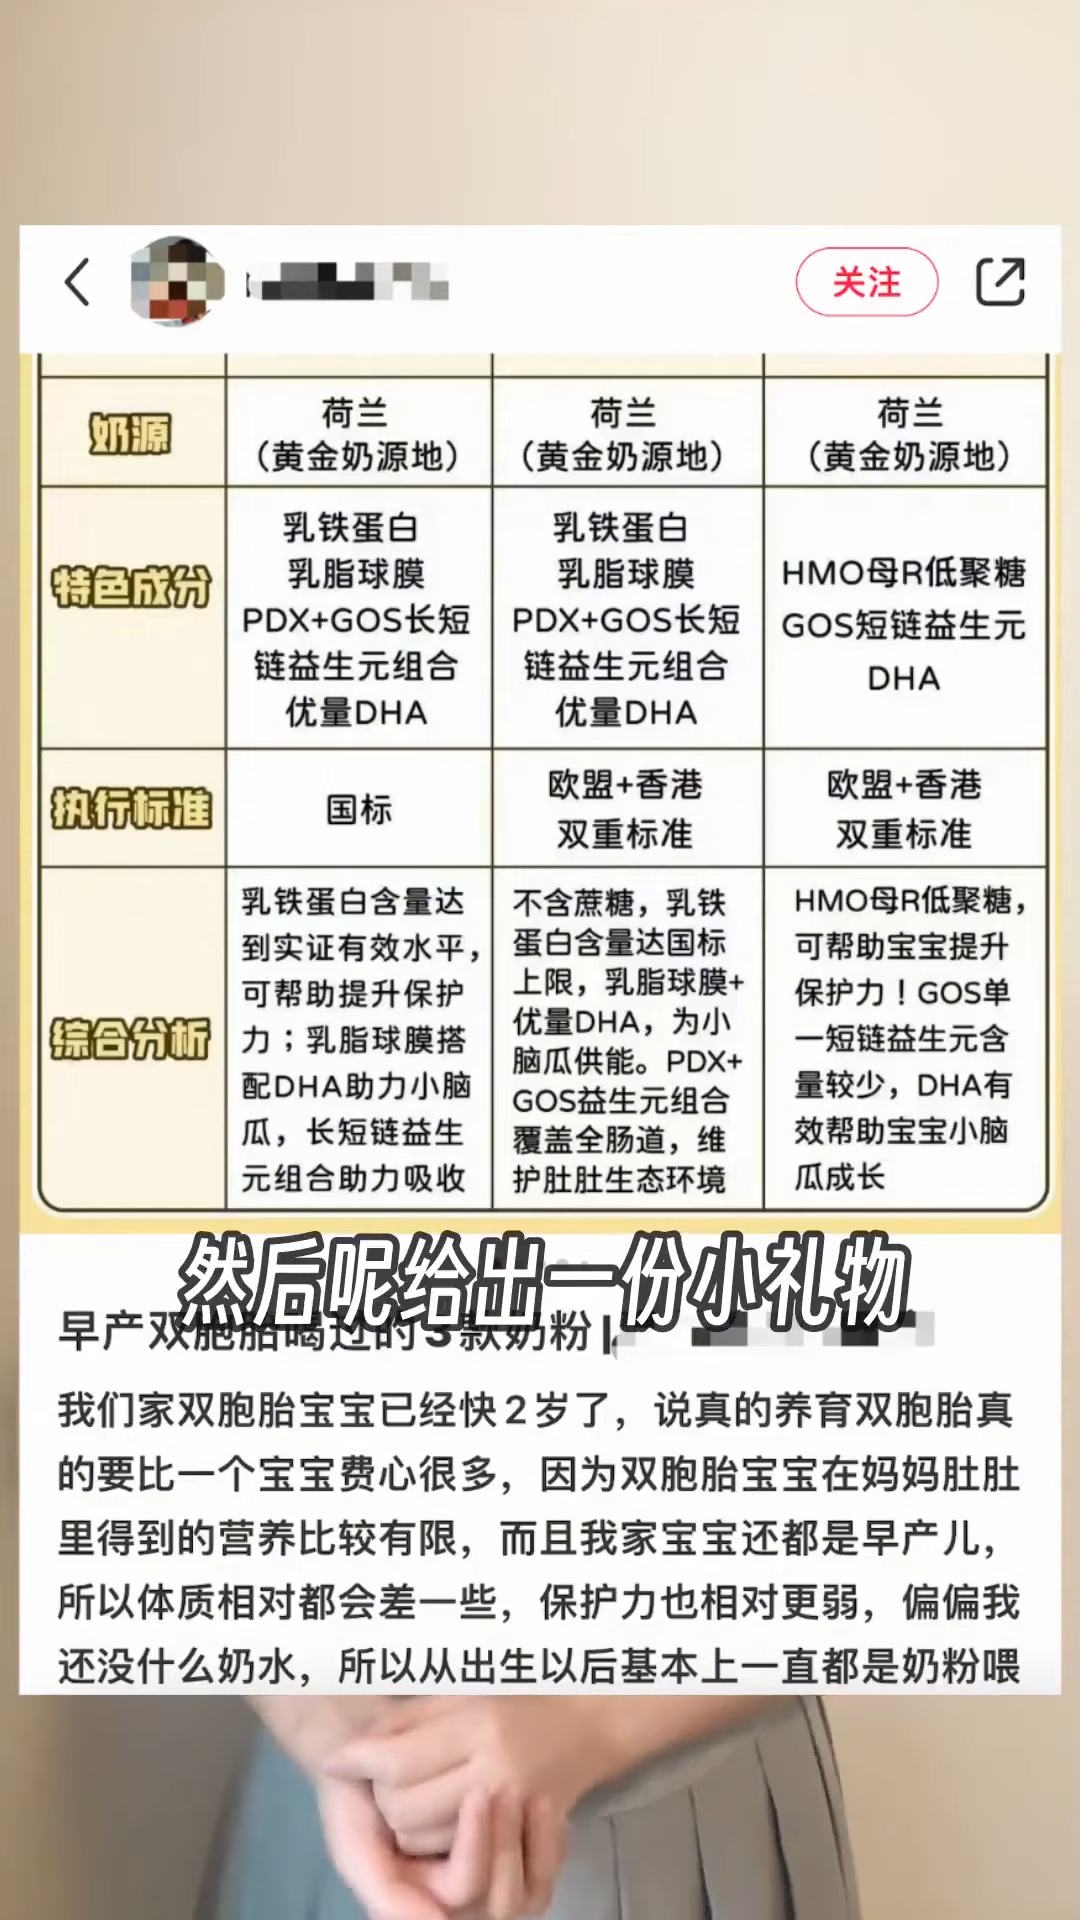 关注
奶源
荷兰
（黄金奶源地）
荷兰
（黄金奶源地）
荷兰
（黄金奶源地）
特色成分
乳铁蛋白
乳脂球膜
PDX+GOS长短
链益生元组合
优量DHA
乳铁蛋白
乳脂球膜
PDX+GOS长短
链益生元组合
优量DHA
HMO母R低聚糖
GOS短链益生元
DHA
执行标准
国标
欧盟+香港
双重标准
欧盟+香港
双重标准
综合分析
乳铁蛋白含量达
到实证有效水平，
可帮助提升保护
力；乳脂球膜搭
配DHA助力小脑
瓜，长短链益生
元组合助力吸收
不含蔗糖，乳铁
蛋白含量达国标
上限，乳脂球膜+
优量DHA，为小
脑瓜供能。PDX+
GOS益生元组合
覆盖全肠道，维
护肚肚生态环境
HMO母R低聚糖，
可帮助宝宝提升
保护力！GOS单
一短链益生元含
量较少，DHA有
效帮助宝宝小脑
瓜成长
然后呢给出一份小礼物
早产双胞胎喝过的3款奶粉
我们家双胞胎宝宝已经快2岁了，说真的养育双胞胎真
的要比一个宝宝费心很多，因为双胞胎宝宝在妈妈肚肚
里得到的营养比较有限，而且我家宝宝还都是早产儿，
所以体质相对都会差一些，保护力也相对更弱，偏偏我
还没什么奶水，所以从出生以后基本上一直都是奶粉喂